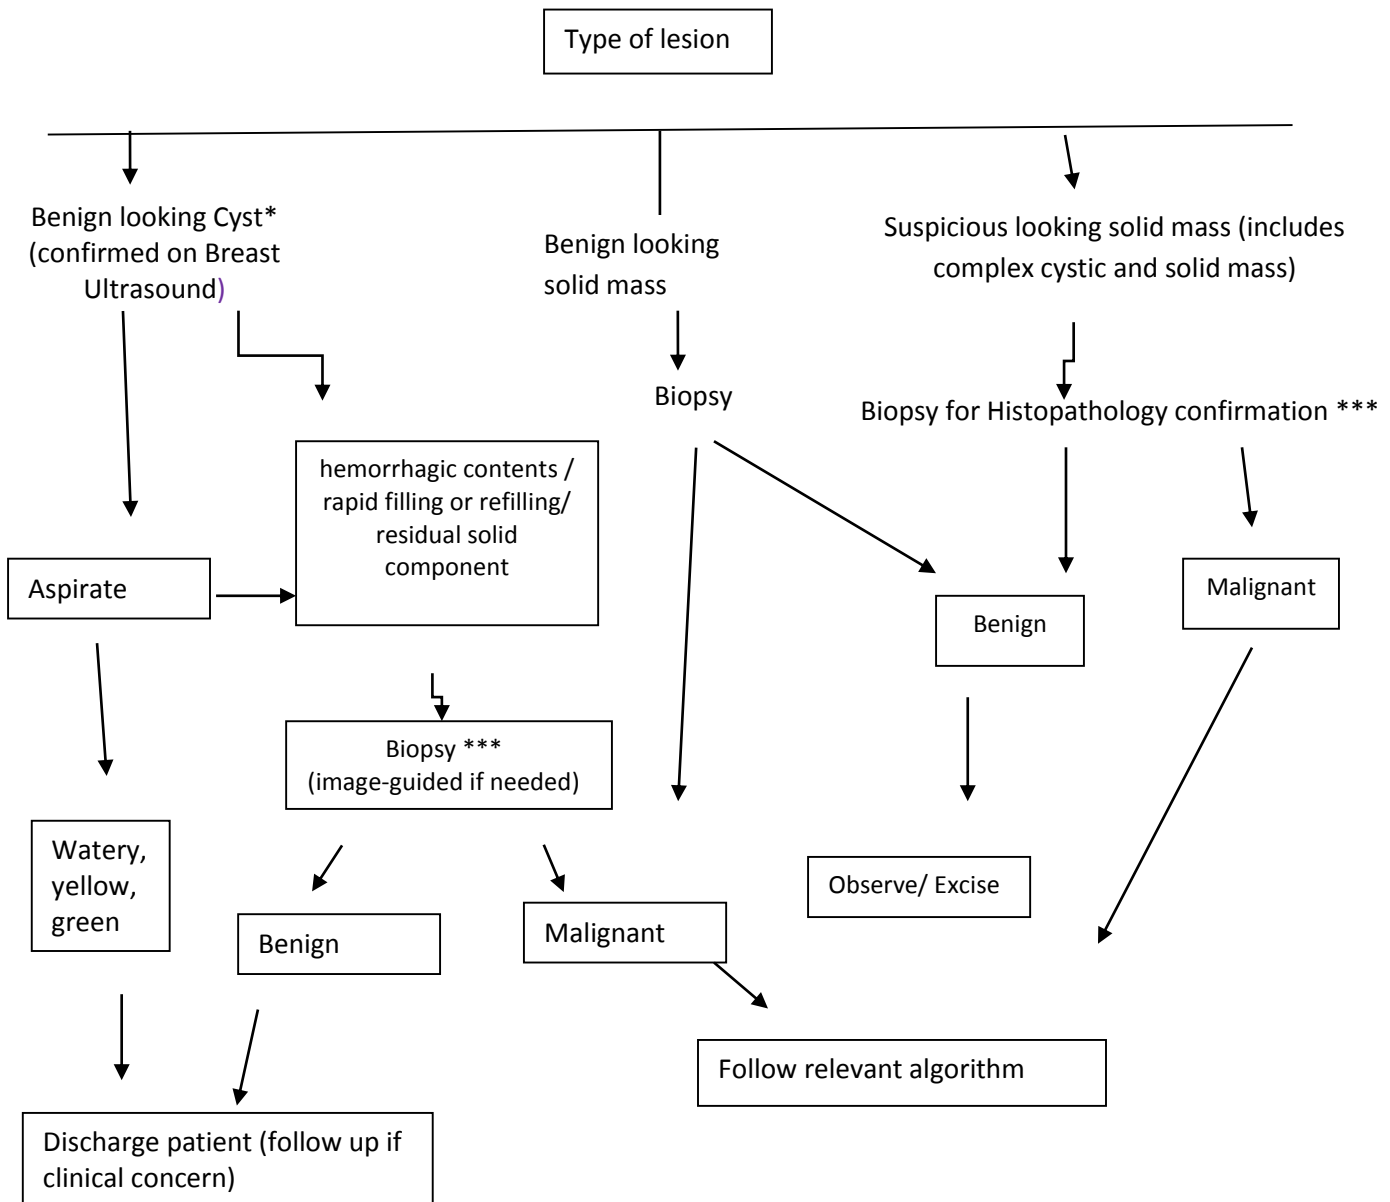 Type of lesion
Benign looking Cyst*
(confirmed on Breast
Ultrasound)
Benign looking
solid mass
Suspicious looking solid mass (includes
complex cystic and solid mass)
Biopsy
Biopsy for Histopathology confirmation ***
hemorrhagic contents /
rapid filling or refilling/
residual solid
component
Aspirate
Benign
Malignant
Biopsy ***
(image-guided if needed)
Watery,
yellow,
green
Benign
Malignant
Observe/ Excise
Follow relevant algorithm
Discharge patient (follow up if
clinical concern)